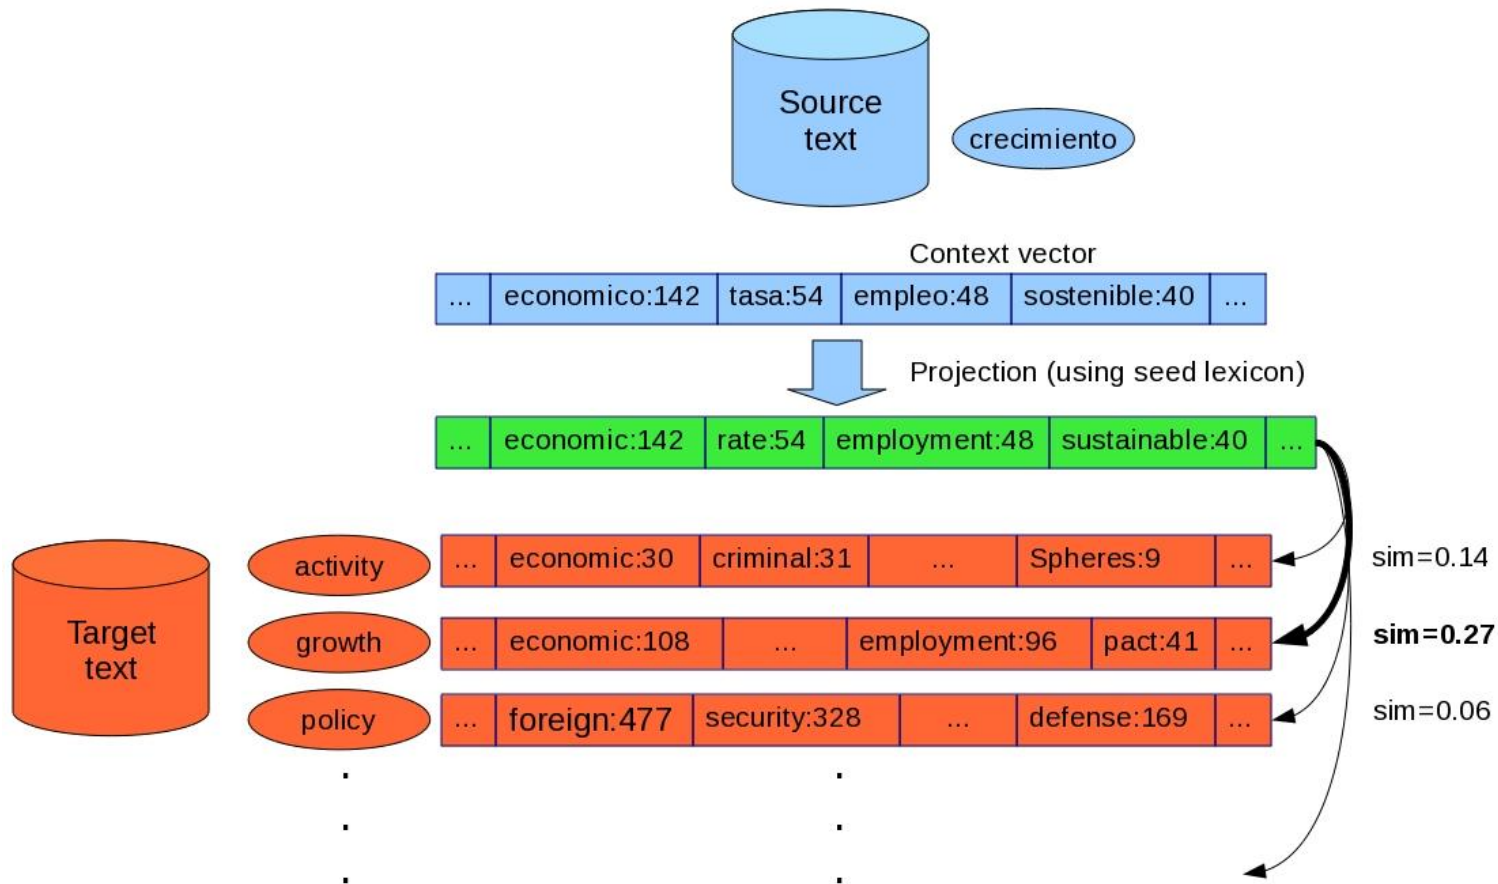 Source
text
crecimiento
Context vector
... economico:142 tasa:54 empleo:48 sostenible:40 ...
Projection (using seed lexicon)
... economic:142 rate:54 employment:48 sustainable:40 ...
Target
text
activity ... economic:30 criminal:31 ... Spheres:9 ... sim=0.14
growth ... economic:108 ... employment:96 pact:41 ... sim=0.27
policy ... foreign:477 security:328 ... defense:169 ... sim=0.06
. .
. .
. .